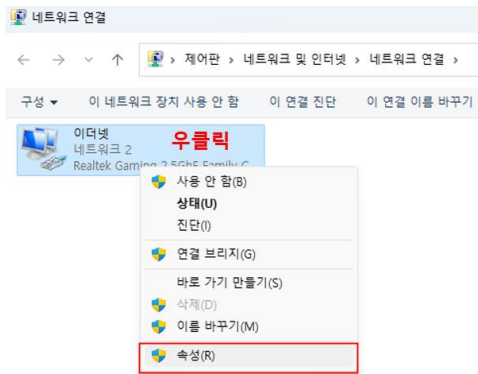 네트워크 연결
제어판 > 네트워크 및 인터넷 > 네트워크 연결 >
구성 이 네트워크 장치 사용 안 함 이 연결 진단 이 연결 이름 바꾸기
이더넷
네트워크 2
우클릭
Realtek Gaming 2.5GbE Family C
사용 안 함(B)
상태(U)
진단(I)
연결 브리지(G)
바로 가기 만들기(S)
삭제(D)
이름 바꾸기(M)
속성(R)